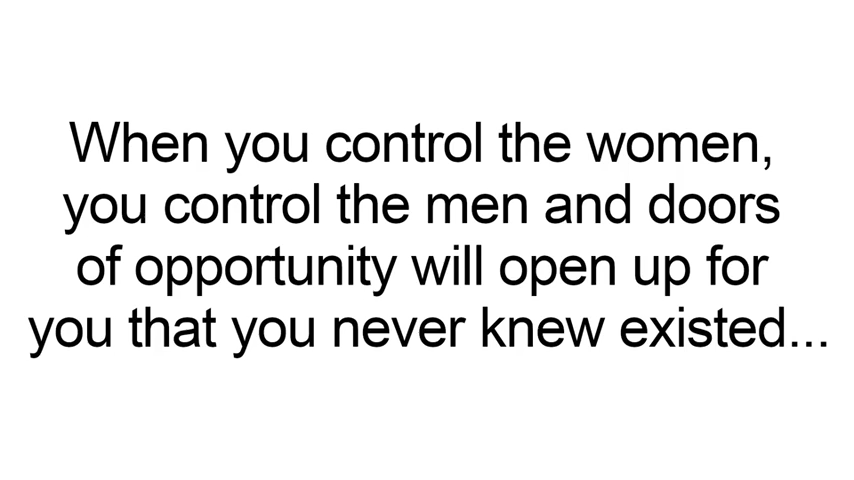 When you control the women,
you control the men and doors
of opportunity will open up for
you that you never knew existed...